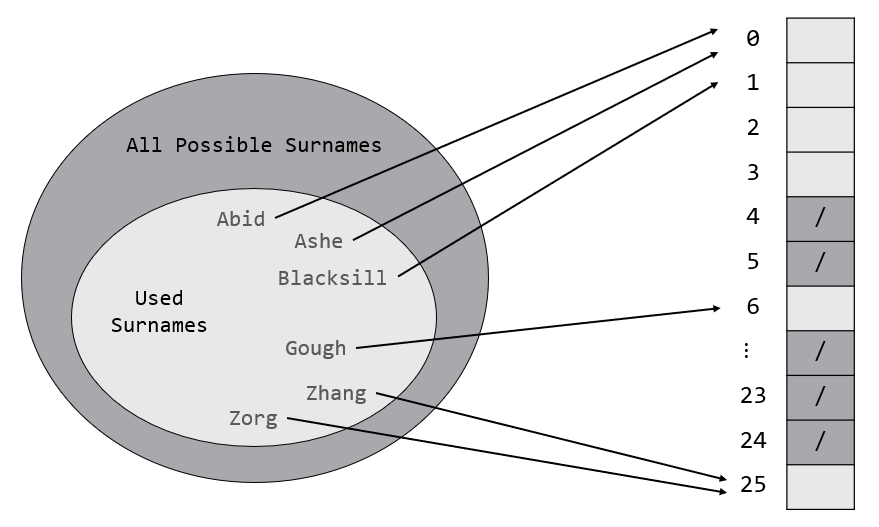 All Possible Surnames
Used
Surnames
Abid
Ashe
Blacksill
Gough
Zhang
Zorg
0
1
2
3
4 /
5 /
6
⋮ /
23 /
24 /
25